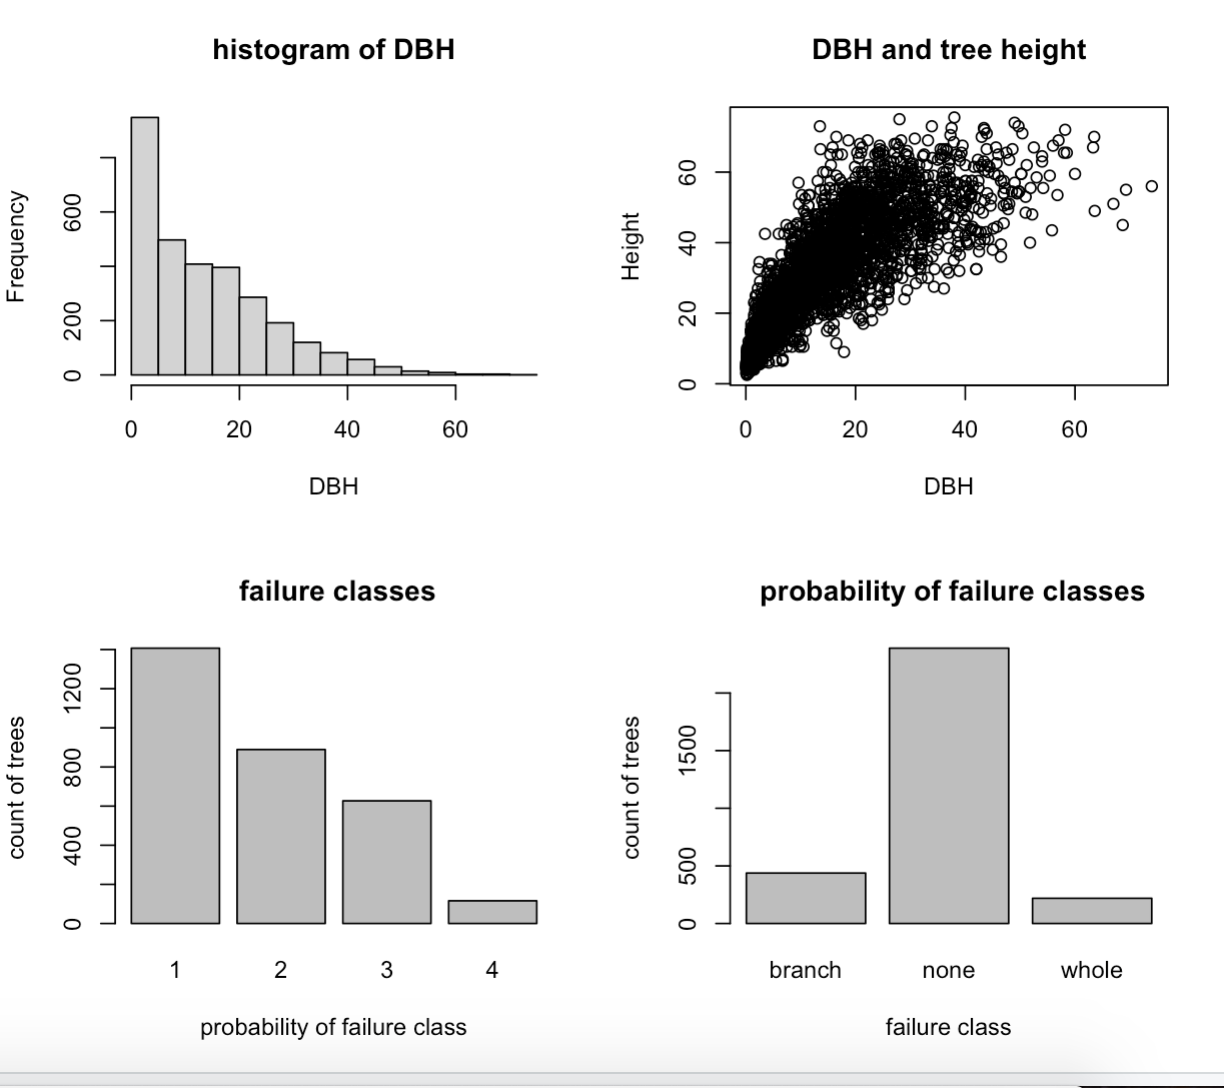 histogram of DBH
Frequency
600
200
0
0 20 40 60
DBH
DBH and tree height
Height
60
40
20
0
0 20 40 60
DBH
failure classes
count of trees
1200
800
400
0
1 2 3 4
probability of failure class
probability of failure classes
count of trees
1500
500
0
branch none whole
failure class